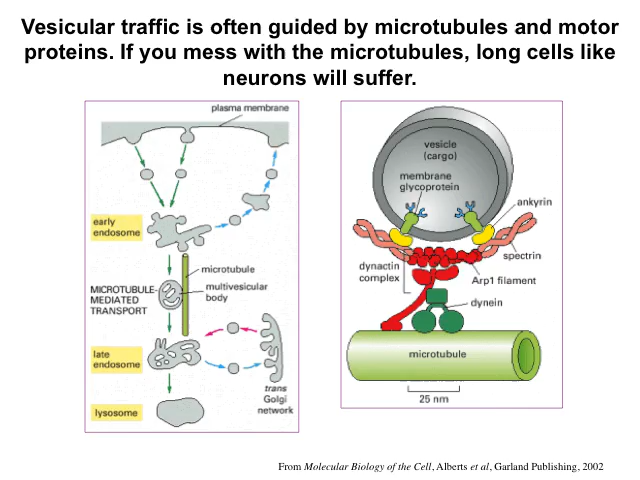 Vesicular traffic is often guided by microtubules and motor
proteins. If you mess with the microtubules, long cells like
neurons will suffer.
plasma membrane
early
endosome
microtubule
MICROTUBULE-
MEDIATED
TRANSPORT
multivesicular
body
late
endosome
trans
Golgi
network
lysosome
vesicle
(cargo)
membrane
glycoprotein
ankyrin
spectrin
dynactin
complex
Arp1 filament
dynein
microtubule
25 nm
From Molecular Biology of the Cell, Alberts et al, Garland Publishing, 2002